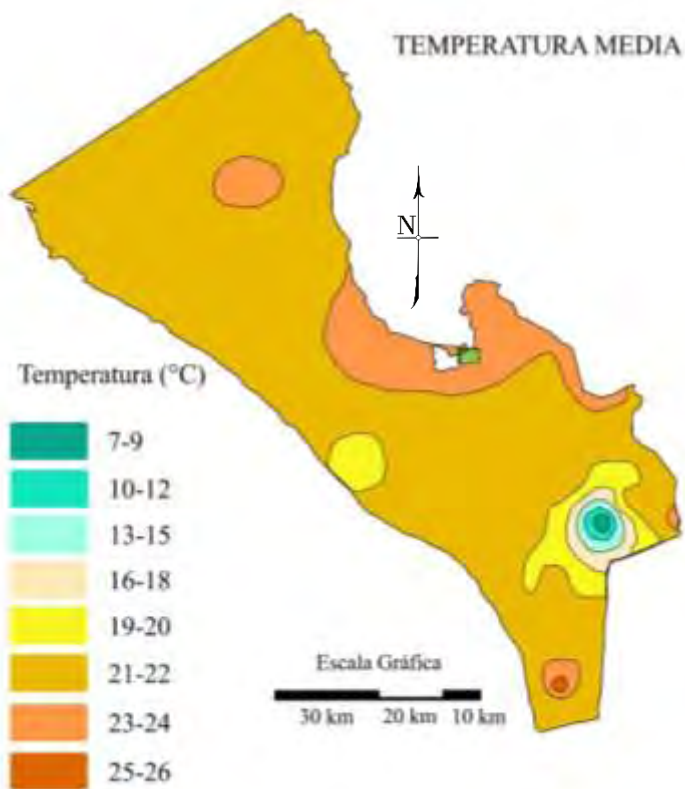 TEMPERATURA MEDIA
N
Temperatura (°C)
7-9
10-12
13-15
16-18
19-20
21-22
23-24
25-26
Escala Gráfica
30 km 20 km 10 km